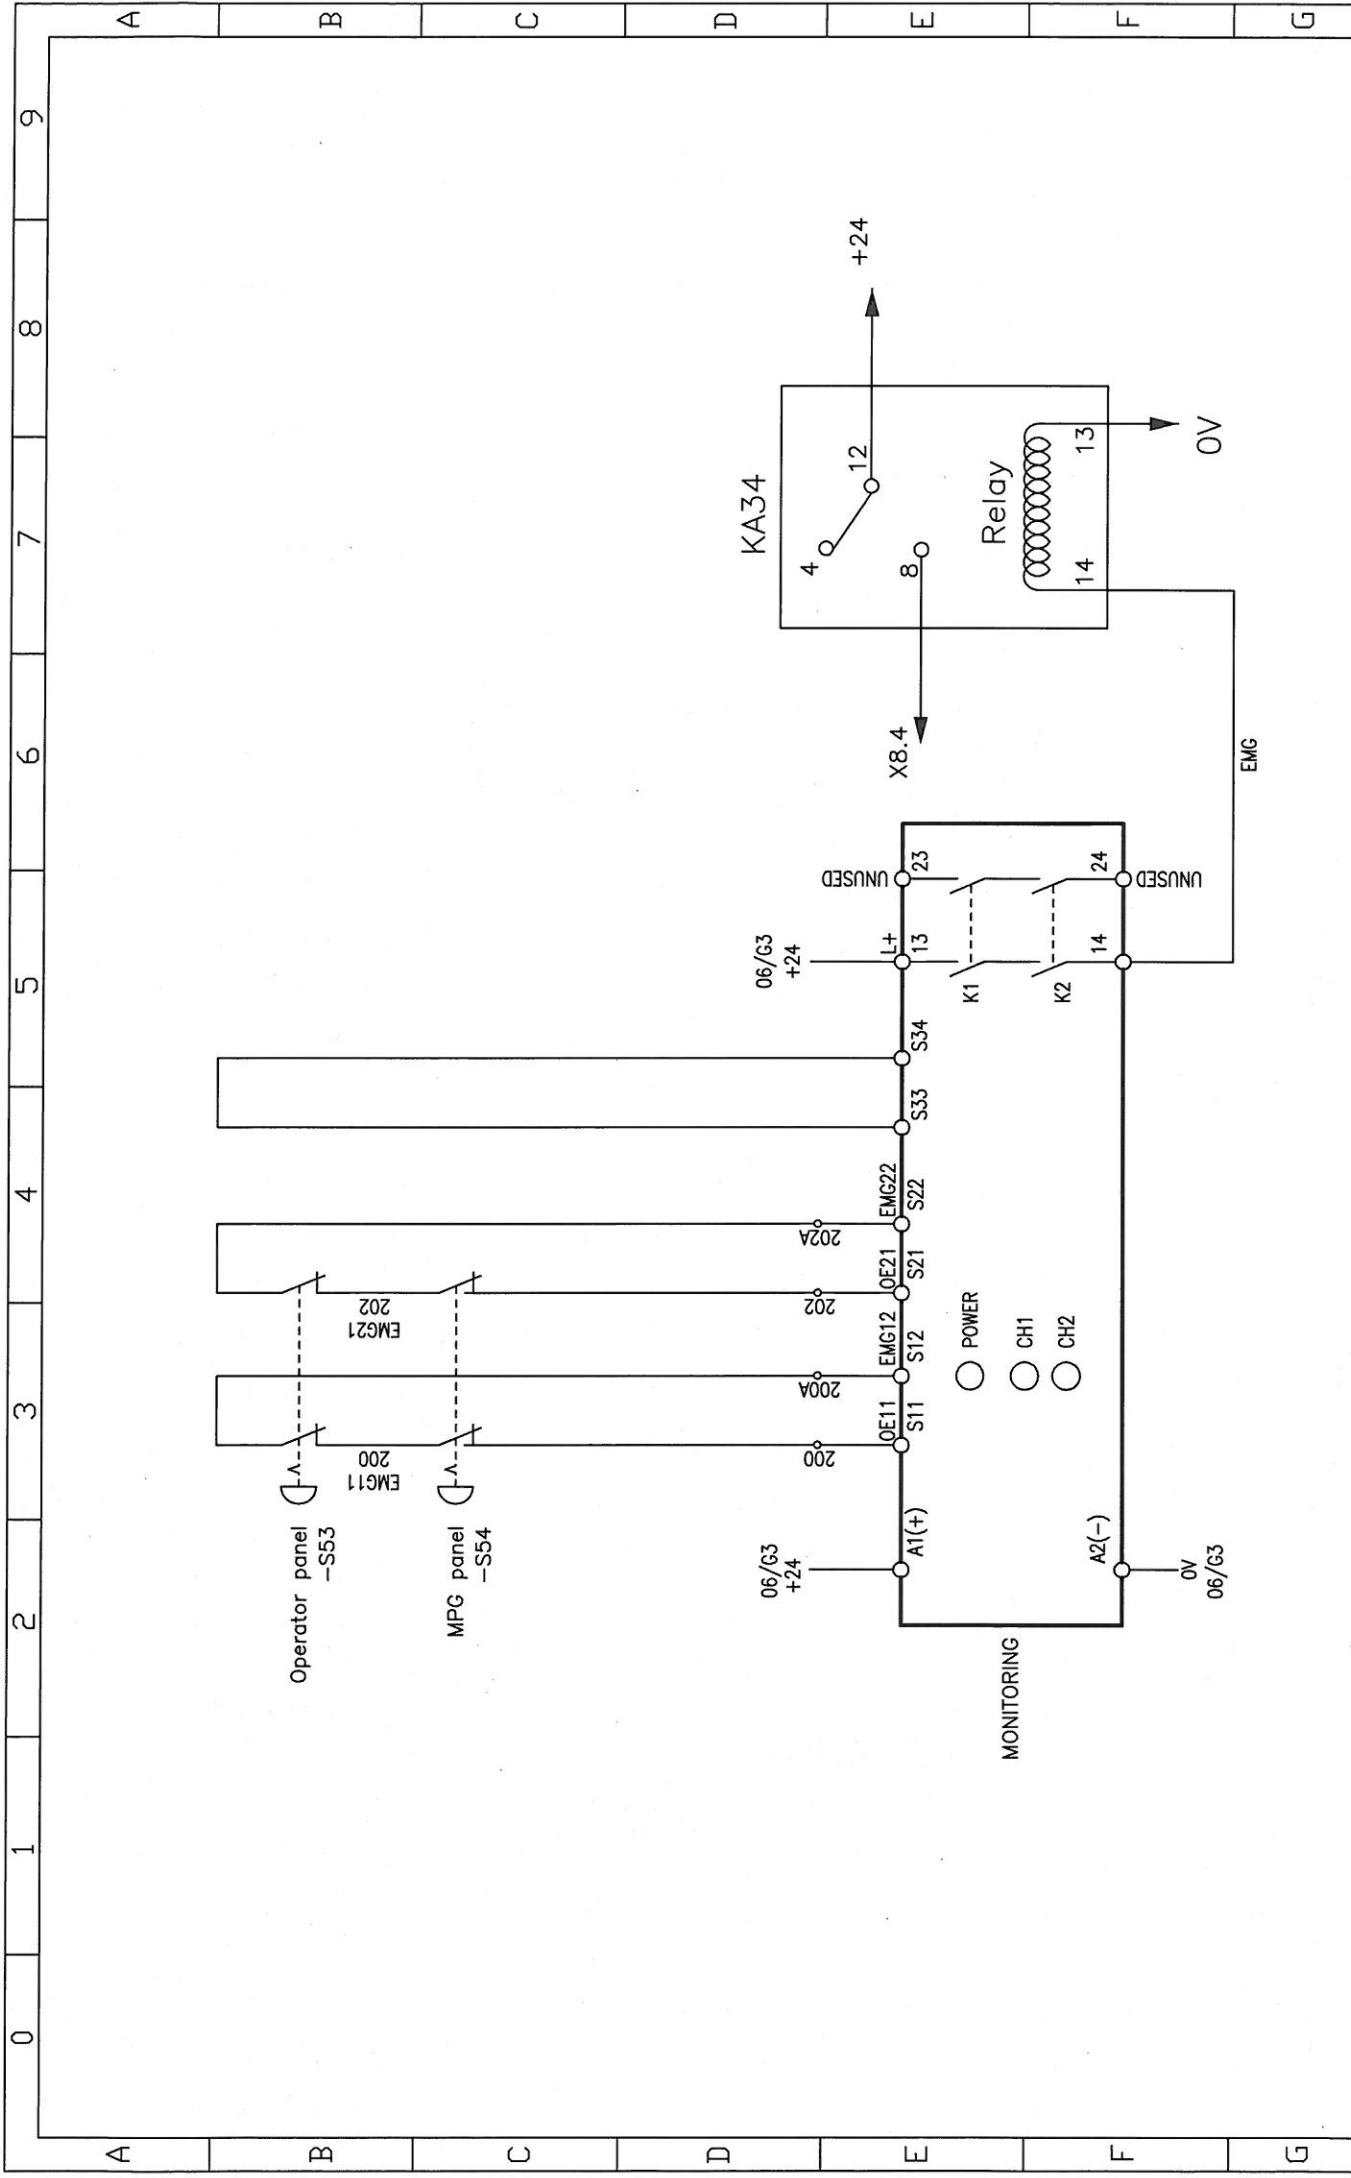 0 1 2 3 4 5 6 7 8 9
A
A
B
B
C
C
D
D
E
E
F
F
G
G
Operator panel
-S53
200
EMG11
202
EMG21
MPG panel
-S54
200
200A
202
202A
06/G3
+24
A1(+)
OE11
S11
EMG12
S12
OE21
S21
EMG22
S22
S33
S34
06/G3
+24
L+
13
UNUSED
23
MONITORING
POWER
CH1
CH2
K1
K2
A2(-)
0V
06/G3
14
24
UNUSED
EMG
KA34
4
12
+24
8
X8.4
Relay
14
13
0V